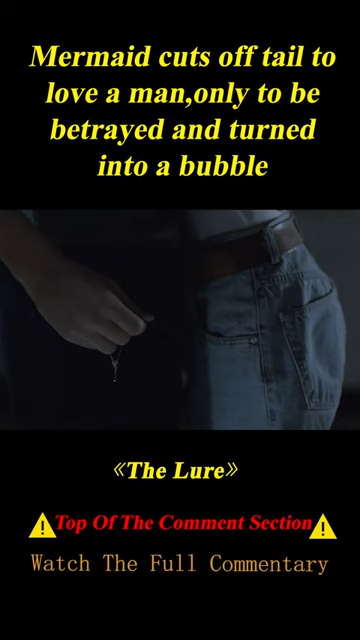 Mermaid cuts off tail to
love a man,only to be
betrayed and turned
into a bubble
《The Lure》
Top Of The Comment Section
Watch The Full Commentary